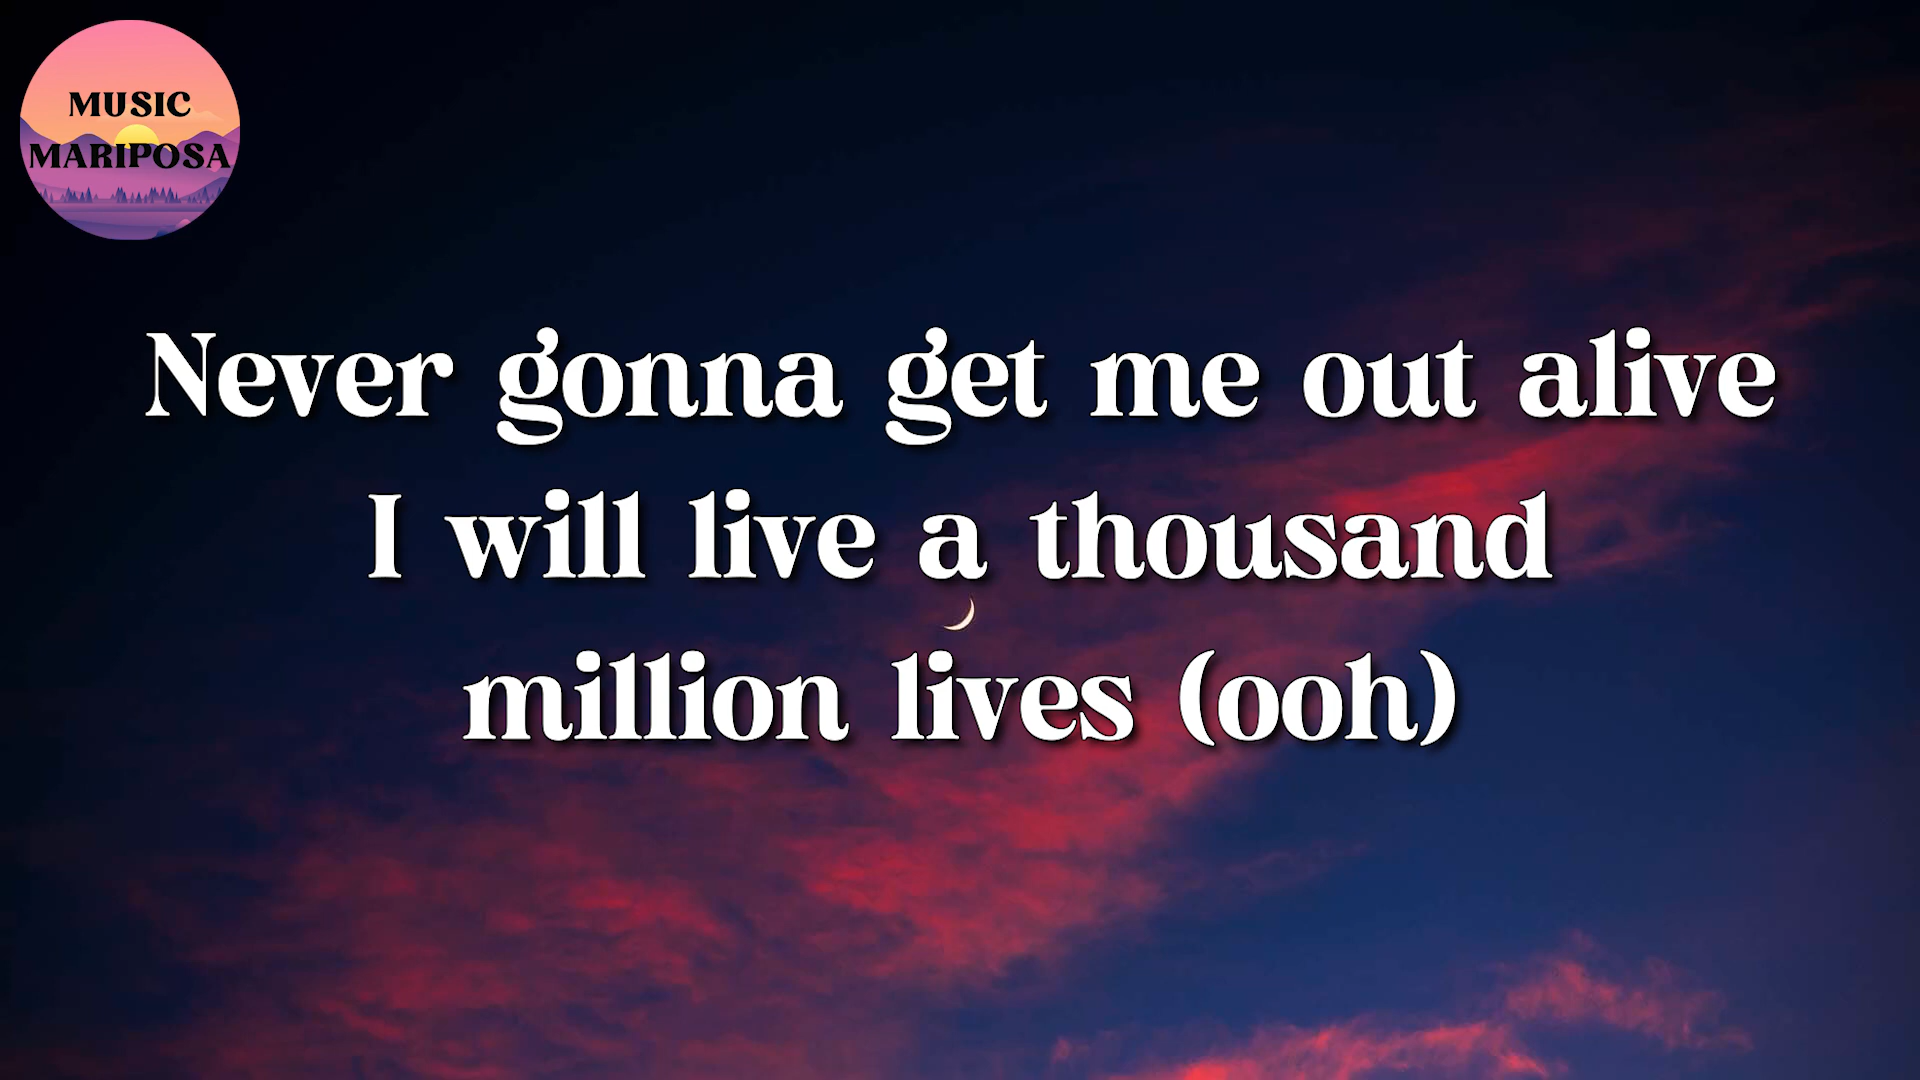 MUSIC
MARIPOSA
Never gonna get me out alive
I will live a thousand
million lives (ooh)